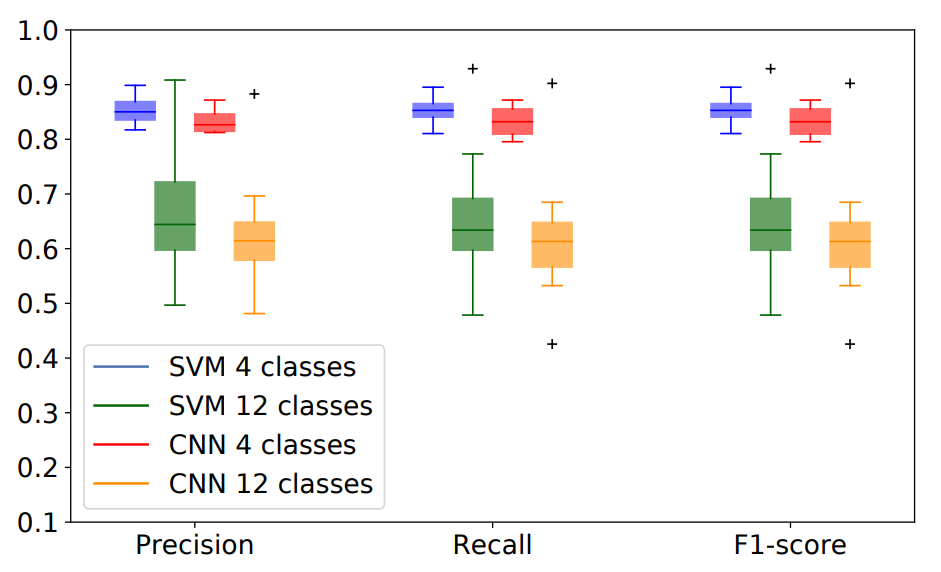 1.0
0.9
0.8
0.7
0.6
0.5
0.4
0.3
0.2
0.1
SVM 4 classes
SVM 12 classes
CNN 4 classes
CNN 12 classes
Precision Recall F1-score